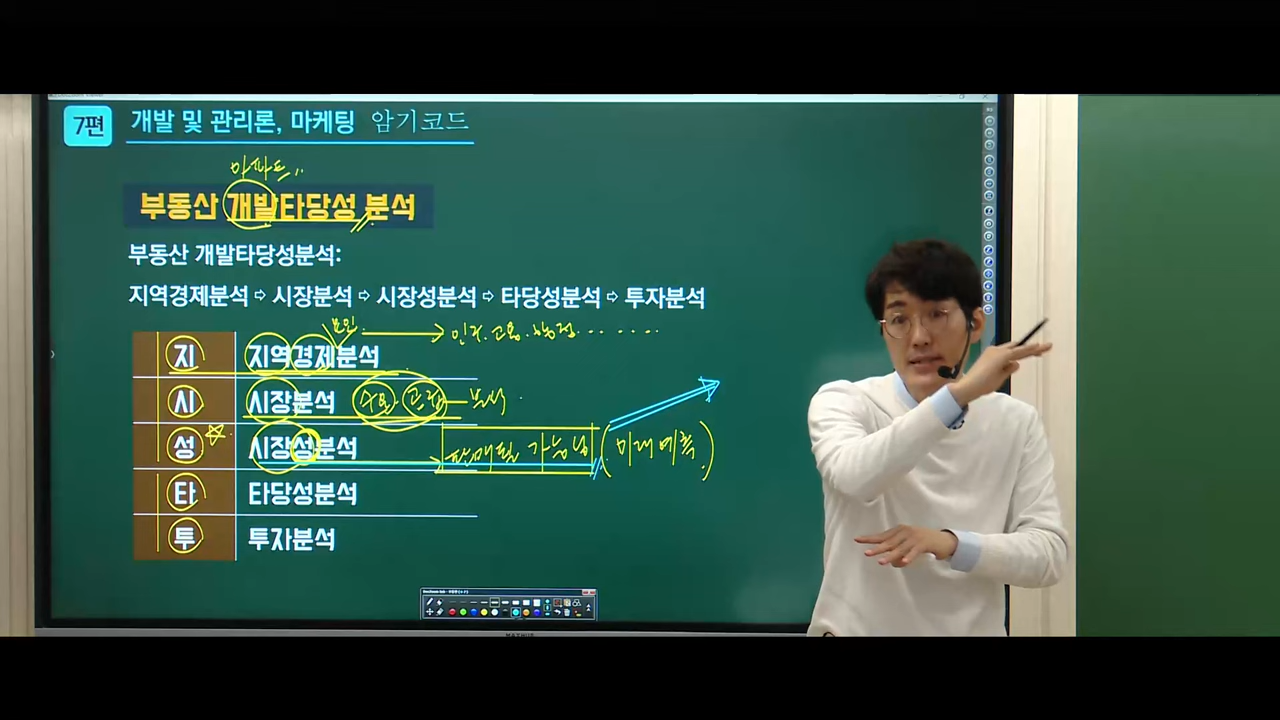 7편 개발 및 관리론, 마케팅 암기코드
아파트..
부동산 개발타당성 분석
부동산 개발타당성분석:
지역경제분석 ⇨ 시장분석 ⇨ 시장성분석 ⇨ 타당성분석 ⇨ 투자분석
인구. 고용.
지 지역경제분석
시 시장분석 수요. 공급 분석.
성 시장성분석 판매될 가능성 (미래예측)
타 타당성분석
투 투자분석